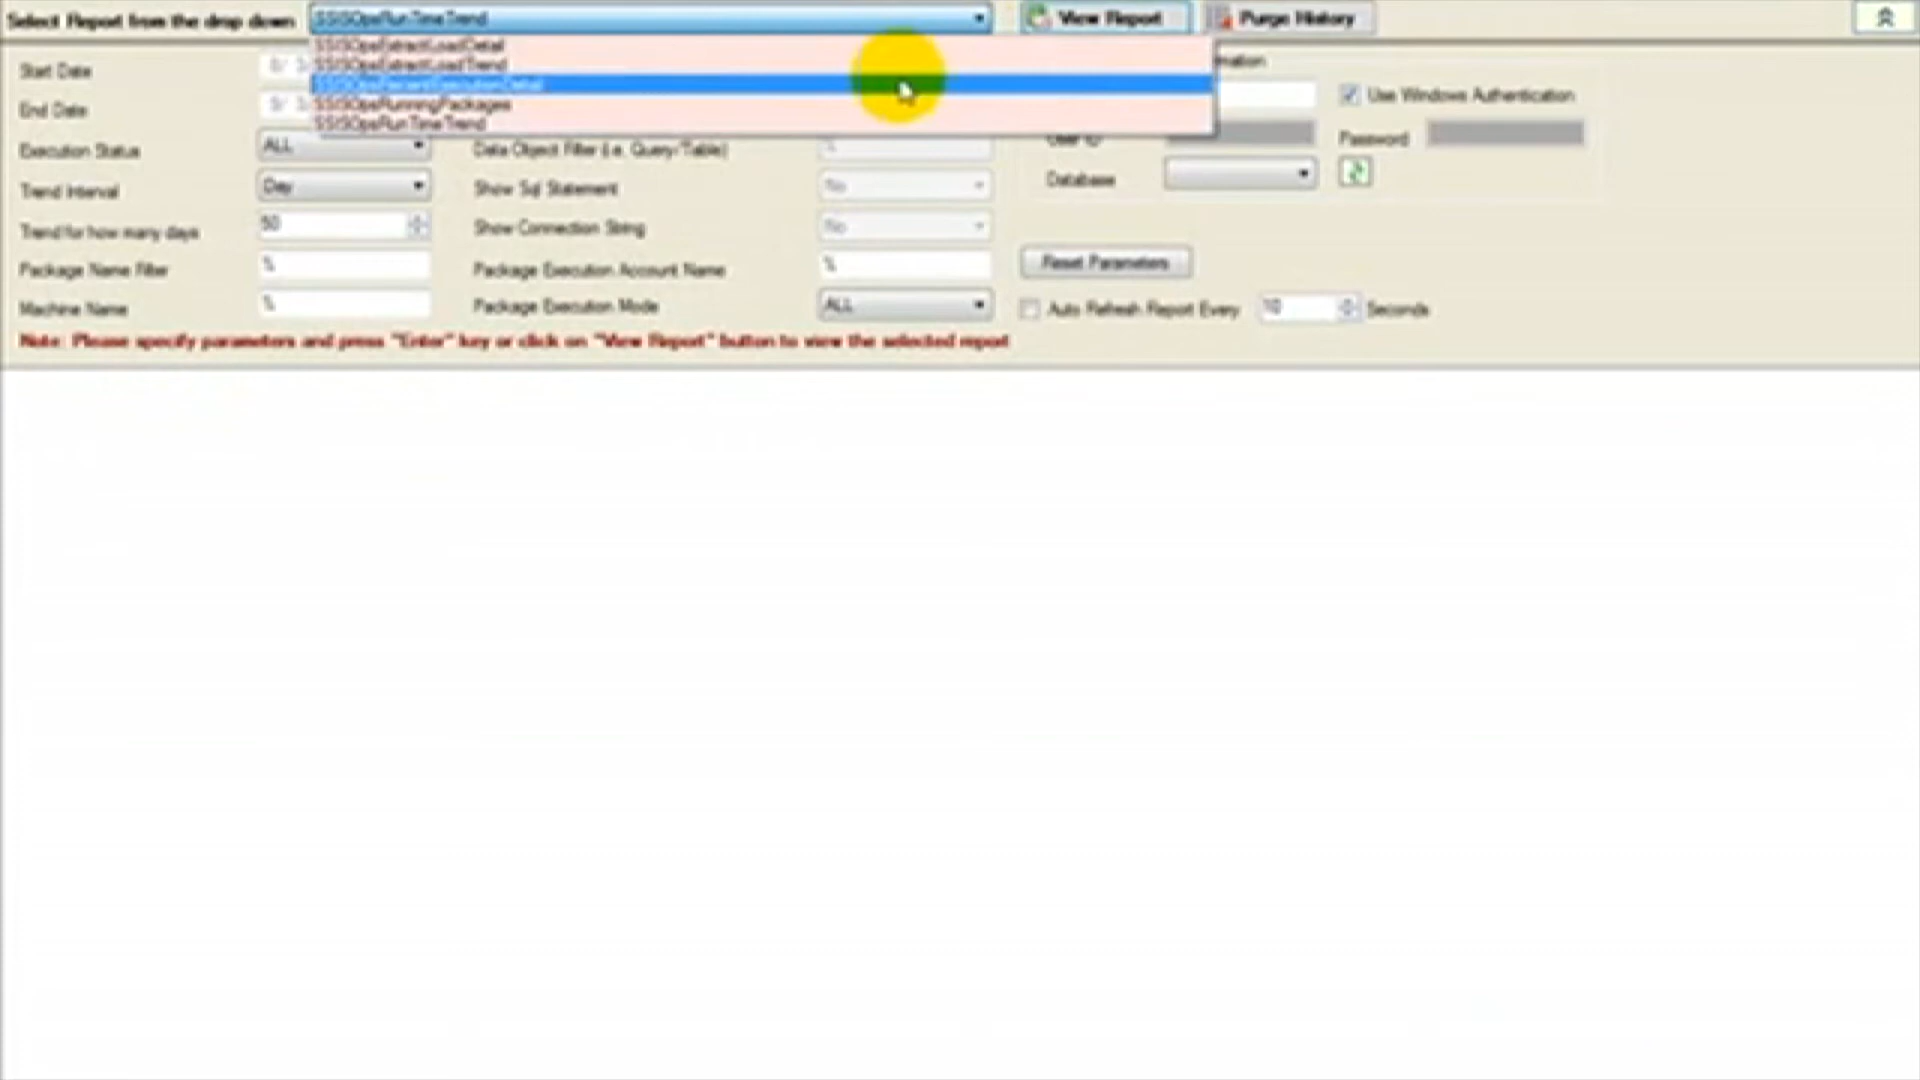 Select Report from the drop down SSISOpsRunTimeTrend View Report Purge History
SSISOpsExtractLoadDetail
SSISOpsExtractLoadTrend
SSISOpsRecentExecutionDetail
SSISOpsRunningPackages
SSISOpsRunTimeTrend
Start Date
End Date Use Windows Authentication
Execution Status ALL Data Object Filter (i.e. Query/Table) % User ID Password
Trend Interval Day Show Sql Statement No Database
Trend for how many days 50 Show Connection String No
Package Name Filter % Package Execution Account Name % Reset Parameters
Machine Name % Package Execution Mode ALL Auto Refresh Report Every 10 Seconds
Note: Please specify parameters and press "Enter" key or click on "View Report" button to view the selected report